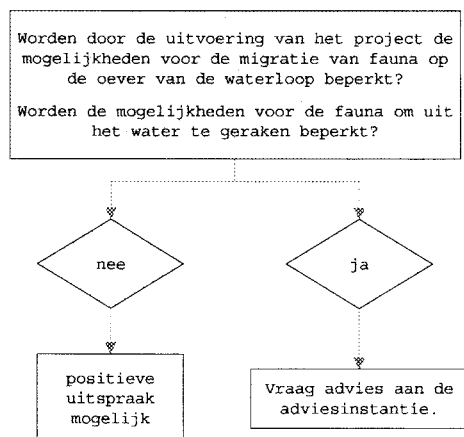 Worden door de uitvoering van het project de
mogelijkheden voor de migratie van fauna op
de oever van de waterloop beperkt?
Worden de mogelijkheden voor de fauna om uit
het water te geraken beperkt?
nee
ja
positieve
uitspraak
mogelijk
Vraag advies aan de
adviesinstantie.